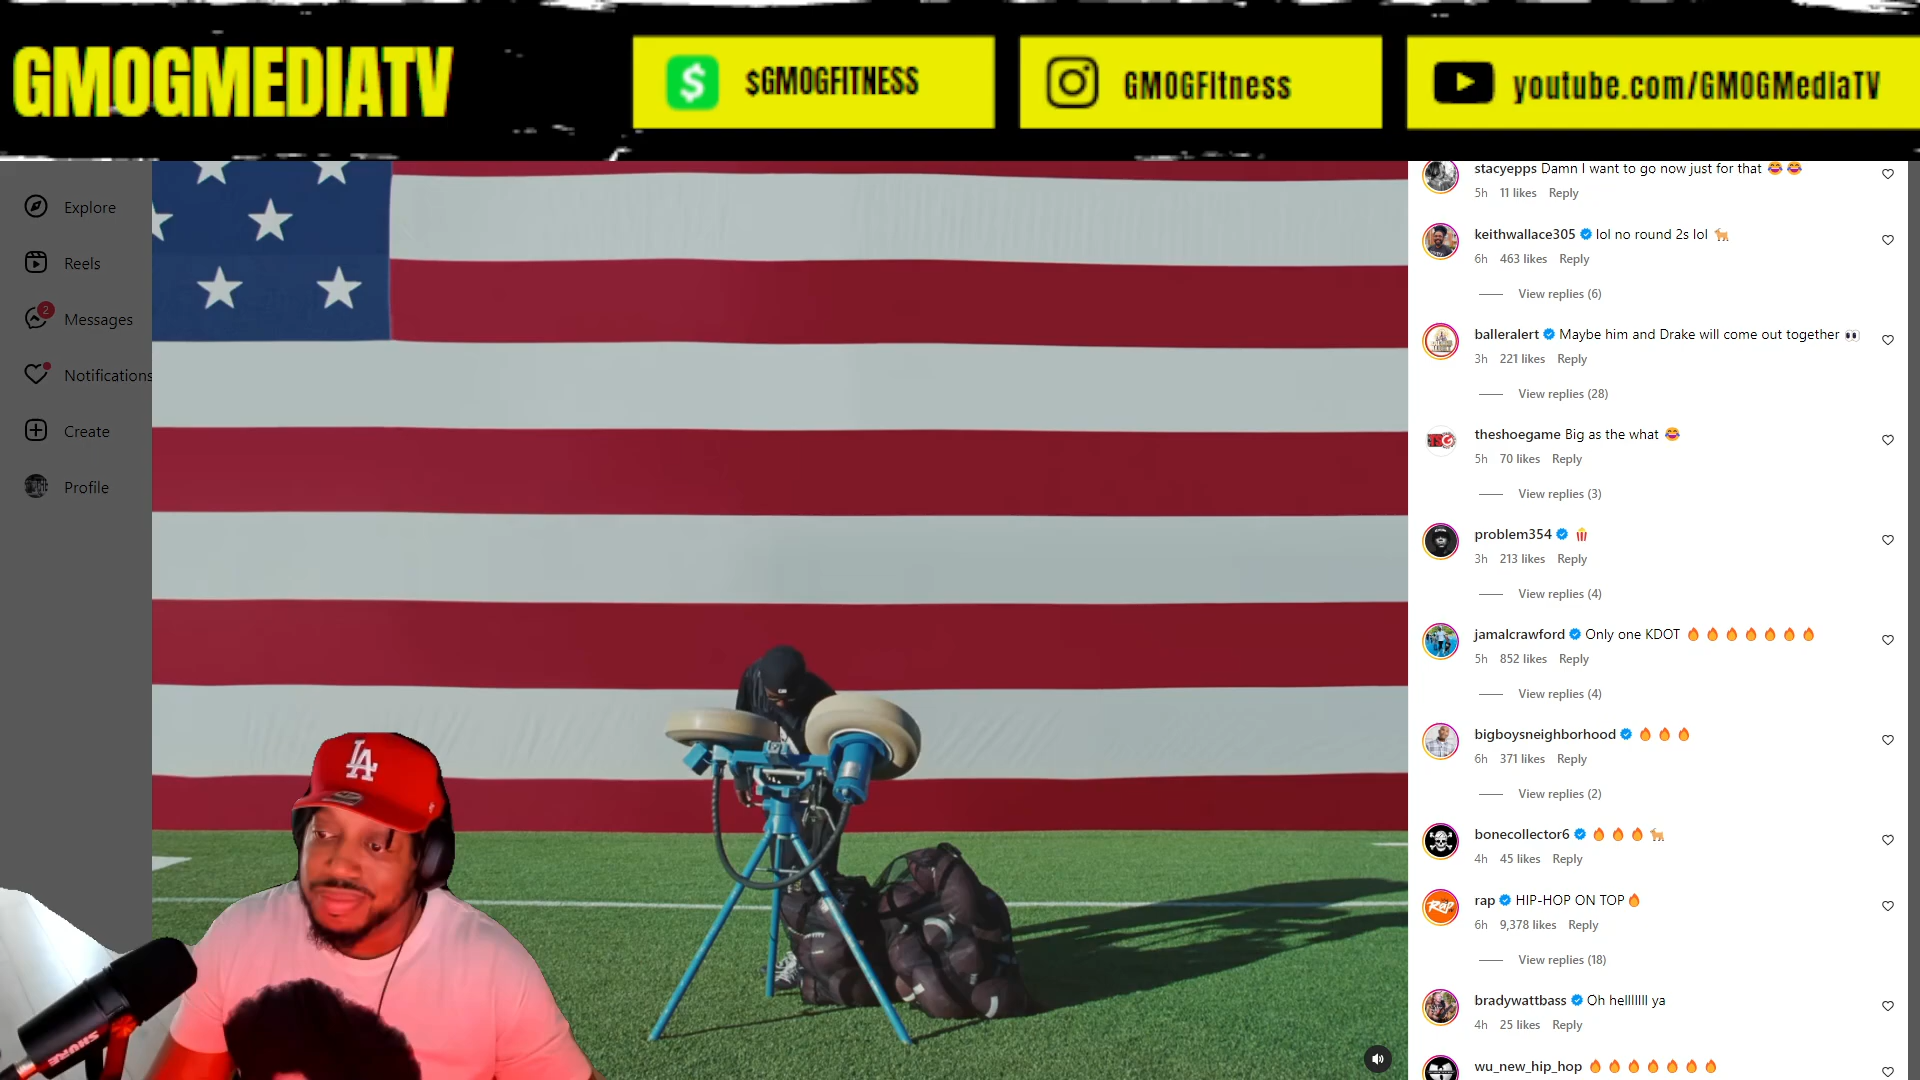 GMOGMEDIATV
$GMOGFITNESS
GMOGFItness
youtube.com/GMOGMediaTV
Explore
Reels
2
Messages
Notifications
Create
Profile
LA
SHURE
stacyepps Damn I want to go now just for that 😂 😂
5h 11 likes Reply
keithwallace305 lol no round 2s lol 🐐
6h 463 likes Reply
View replies (6)
balleralert Maybe him and Drake will come out together 👀
3h 221 likes Reply
View replies (28)
theshoegame Big as the what 😂
5h 70 likes Reply
View replies (3)
problem354 🍿
3h 213 likes Reply
View replies (4)
jamalcrawford Only one KDOT 🔥 🔥 🔥 🔥 🔥 🔥 🔥
5h 852 likes Reply
View replies (4)
bigboysneighborhood 🔥 🔥 🔥
6h 371 likes Reply
View replies (2)
bonecollector6 🔥 🔥 🔥 🐐
4h 45 likes Reply
Rap
rap HIP-HOP ON TOP🔥
6h 9,378 likes Reply
View replies (18)
bradywattbass Oh hellllllll ya
4h 25 likes Reply
wu_new_hip_hop 🔥 🔥 🔥 🔥 🔥 🔥 🔥